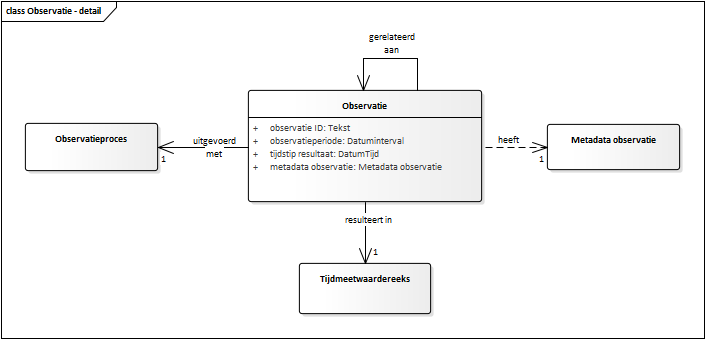 class Observatie - detail
gerelateerd
aan
Observatie
+ observatie ID: Tekst
+ observatieperiode: Datuminterval
+ tijdstip resultaat: DatumTijd
+ metadata observatie: Metadata observatie
Observatieproces
uitgevoerd
met
1
heeft
1
Metadata observatie
resulteert in
1
Tijdmeetwaardereeks